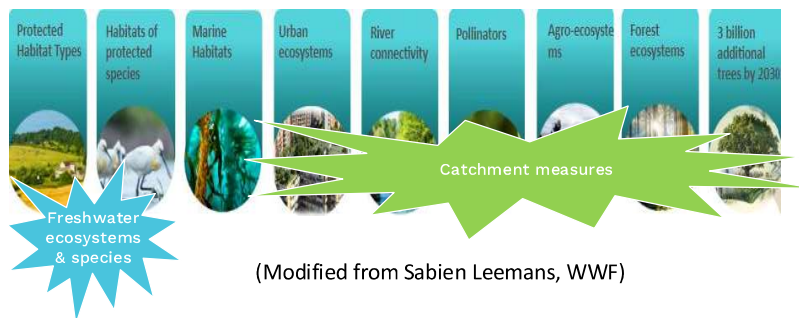 Protected
Habitat Types
Habitats of
protected
species
Marine
Habitats
Urban
ecosystems
River
connectivity
Pollinators
Agro-ecosyste
ms
Forest
ecosystems
3 billion
additional
trees by 2030
Catchment measures
Freshwater
ecosystems
& species
(Modified from Sabien Leemans, WWF)